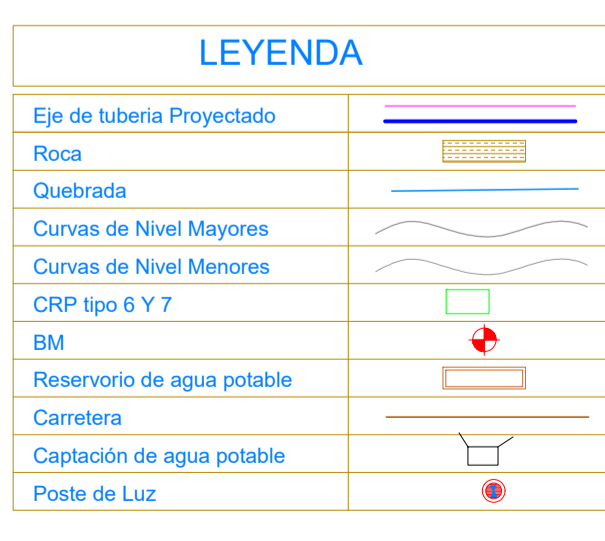 LEYENDA
Eje de tuberia Proyectado
Roca
Quebrada
Curvas de Nivel Mayores
Curvas de Nivel Menores
CRP tipo 6 Y 7
BM
Reservorio de agua potable
Carretera
Captación de agua potable
Poste de Luz